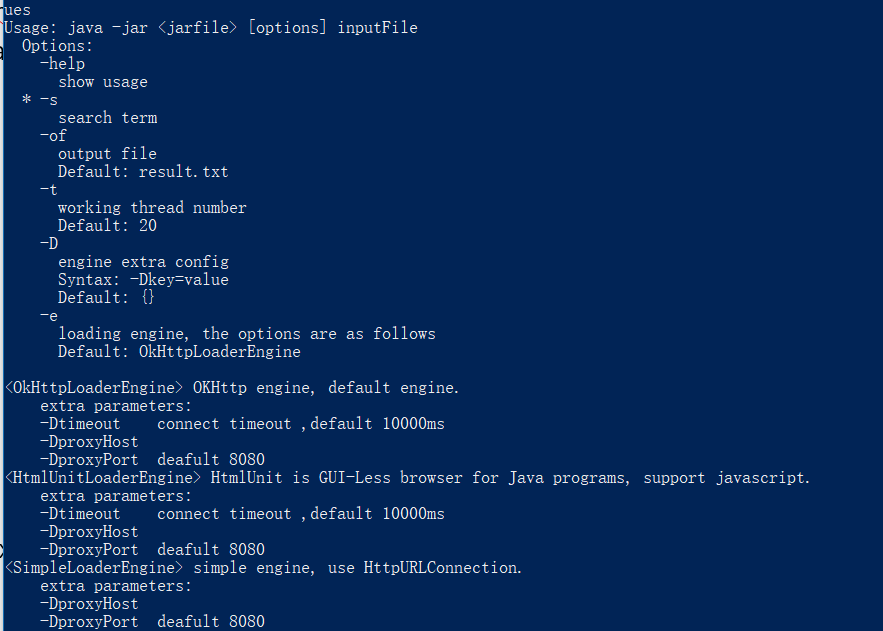 ues
Usage: java -jar <jarfile> [options] inputFile
  Options:
    -help
      show usage
  * -s
      search term
    -of
      output file
      Default: result.txt
    -t
      working thread number
      Default: 20
    -D
      engine extra config
      Syntax: -Dkey=value
      Default: {}
    -e
      loading engine, the options are as follows
      Default: OkHttpLoaderEngine

<OkHttpLoaderEngine> OKHttp engine, default engine.
    extra parameters:
    -Dtimeout    connect timeout ,default 10000ms
    -DproxyHost
    -DproxyPort  deafult 8080
<HtmlUnitLoaderEngine> HtmlUnit is GUI-Less browser for Java programs, support javascript.
    extra parameters:
    -Dtimeout    connect timeout ,default 10000ms
    -DproxyHost
    -DproxyPort  deafult 8080
<SimpleLoaderEngine> simple engine, use HttpURLConnection.
    extra parameters:
    -DproxyHost
    -DproxyPort  deafult 8080